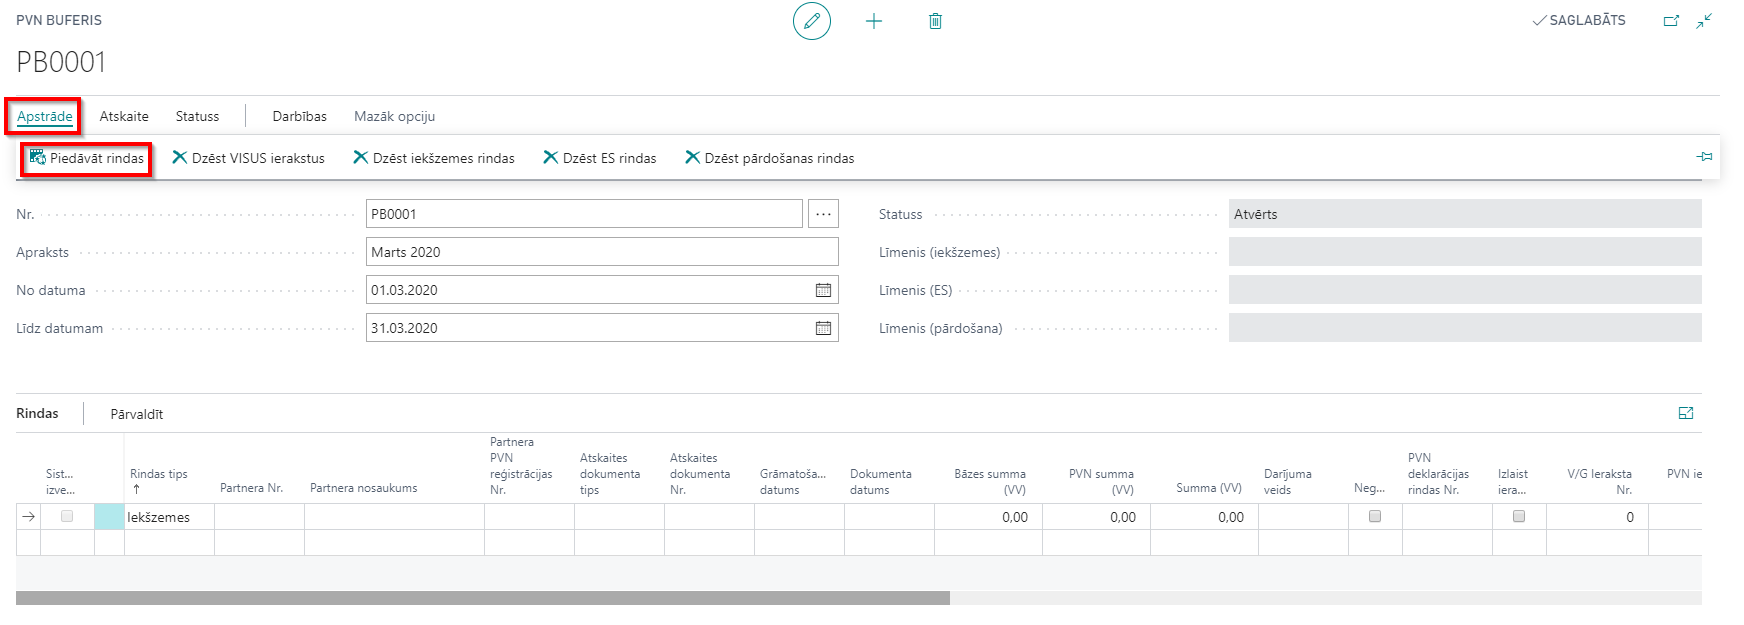 PVN BUFERIS
SAGLABĀTS
PB0001
Apstrāde Atskaite Statuss Darbības Mazāk opciju
Piedāvāt rindas Dzēst VISUS ierakstus Dzēst iekšzemes rindas Dzēst ES rindas Dzēst pārdošanas rindas
Nr. PB0001 ...
Statuss Atvērts
Apraksts Marts 2020
Līmenis (iekšzemes)
No datuma 01.03.2020
Līmenis (ES)
Līdz datumam 31.03.2020
Līmenis (pārdošana)
Rindas Pārvaldīt
Sist...
izve...
Rindas tips
↑
Partnera Nr.
Partnera nosaukums
Partnera
PVN
reģistrācijas
Nr.
Atskaites
dokumenta
tips
Atskaites
dokumenta
Nr.
Grāmatoša...
datums
Dokumenta
datums
Bāzes summa
(VV)
PVN summa
(VV)
Summa (VV)
Darījuma
veids
Neg...
PVN
deklarācijas
rindas Nr.
Izlaist
iera...
V/G Ieraksta
Nr.
PVN ie
→ Iekšzemes 0,00 0,00 0,00 0